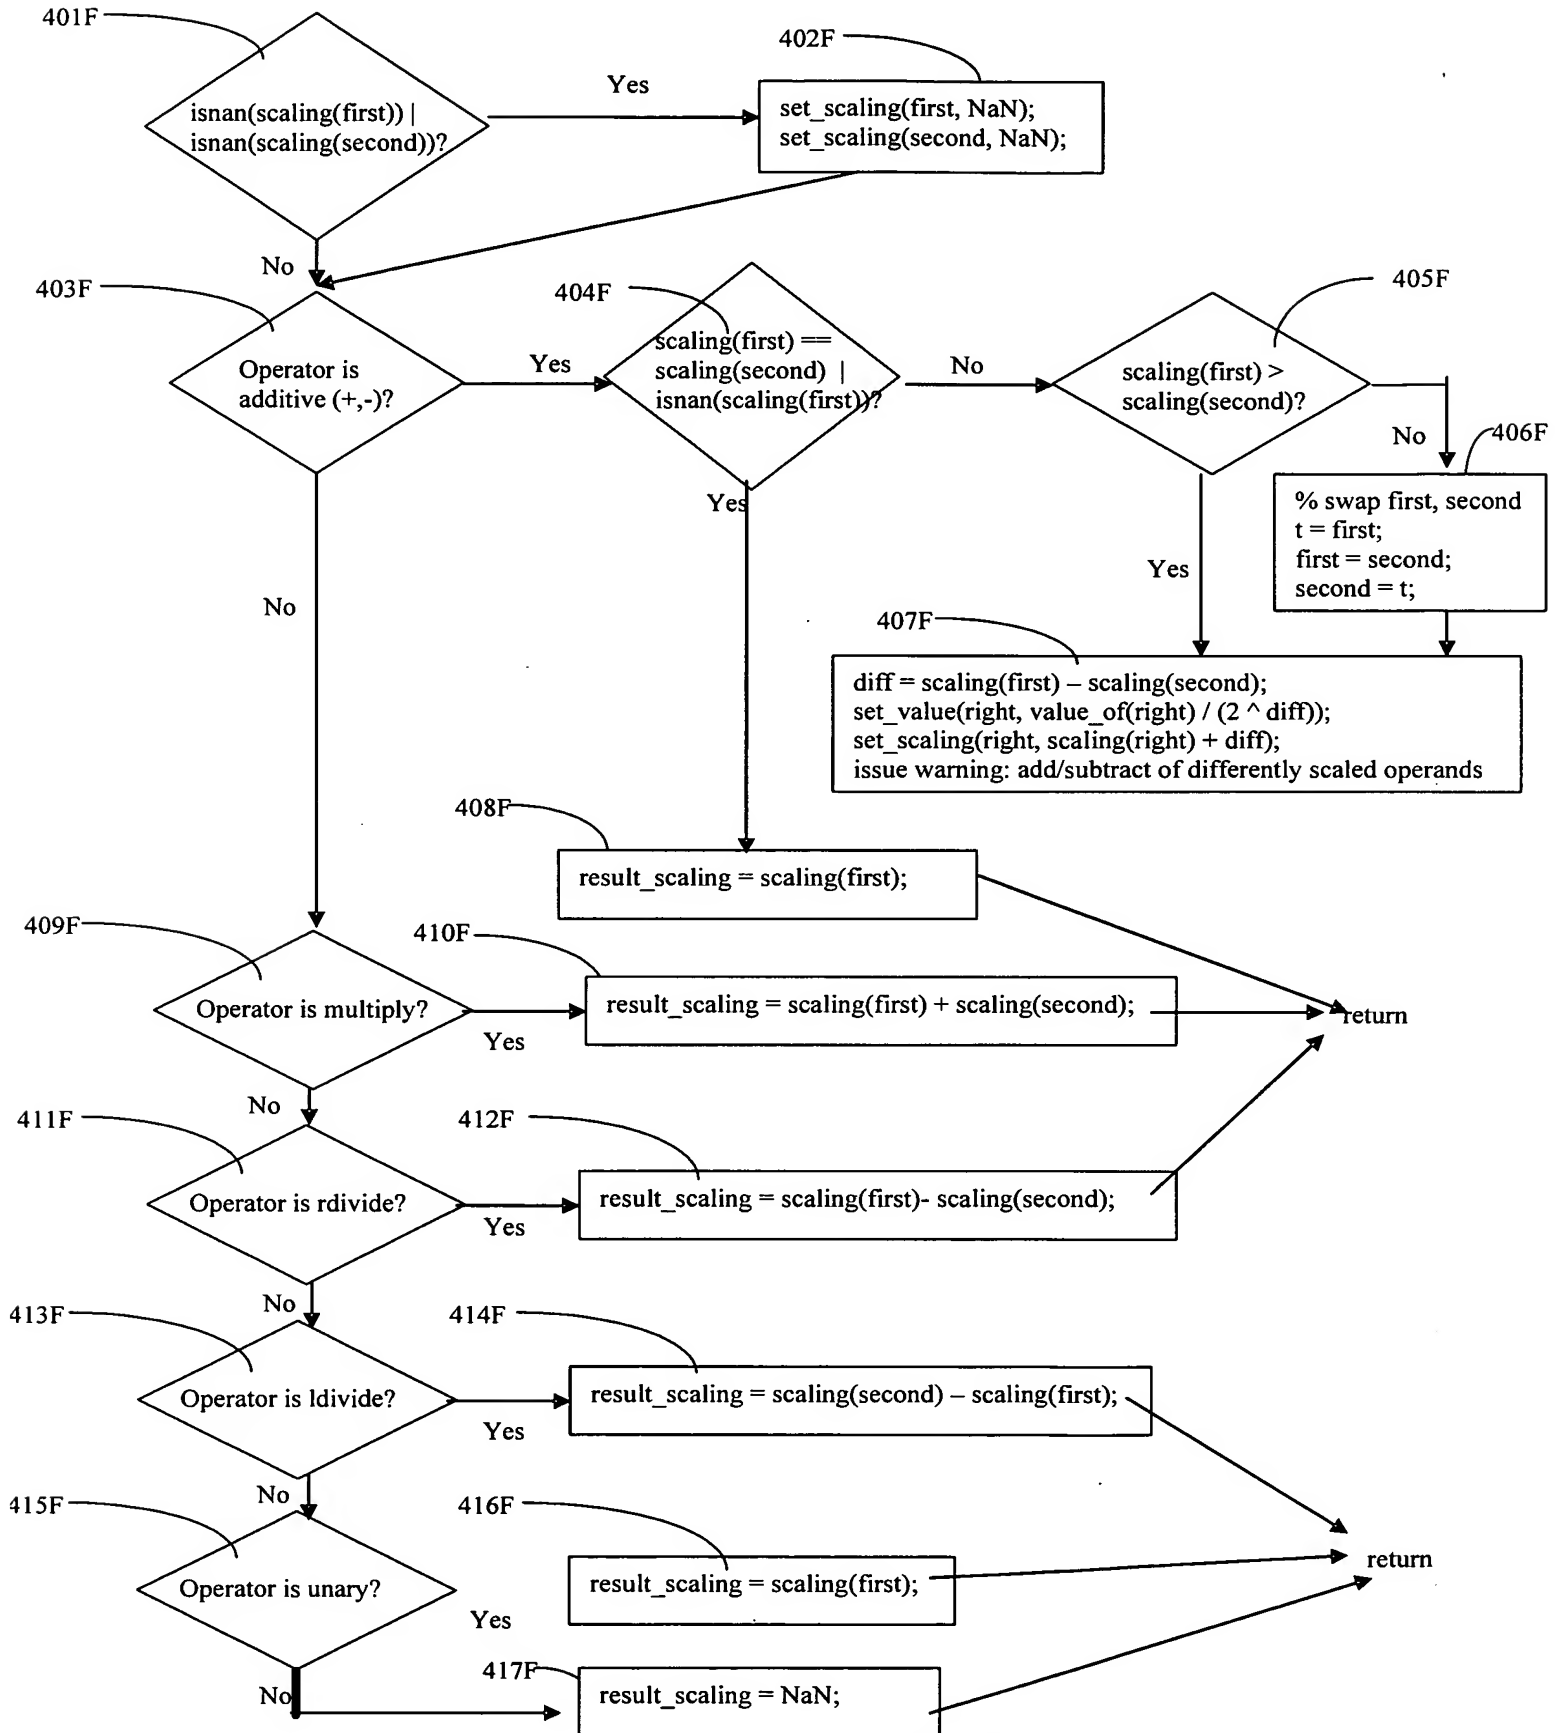 401F
isnan(scaling(first)) |
isnan(scaling(second))?
Yes
402F
set_scaling(first, NaN);
set_scaling(second, NaN);
No
403F
Operator is
additive (+,-)?
Yes
404F
scaling(first) ==
scaling(second) |
isnan(scaling(first))?
No
405F
scaling(first) >
scaling(second)?
No
406F
% swap first, second
t = first;
first = second;
second = t;
Yes
Yes
No
407F
diff = scaling(first) – scaling(second);
set_value(right, value_of(right) / (2 ^ diff));
set_scaling(right, scaling(right) + diff);
issue warning: add/subtract of differently scaled operands
408F
result_scaling = scaling(first);
409F
Operator is multiply?
Yes
410F
result_scaling = scaling(first) + scaling(second);
return
No
411F
Operator is rdivide?
Yes
412F
result_scaling = scaling(first)- scaling(second);
No
413F
Operator is ldivide?
Yes
414F
result_scaling = scaling(second) – scaling(first);
No
415F
Operator is unary?
Yes
416F
result_scaling = scaling(first);
return
No
417F
result_scaling = NaN;